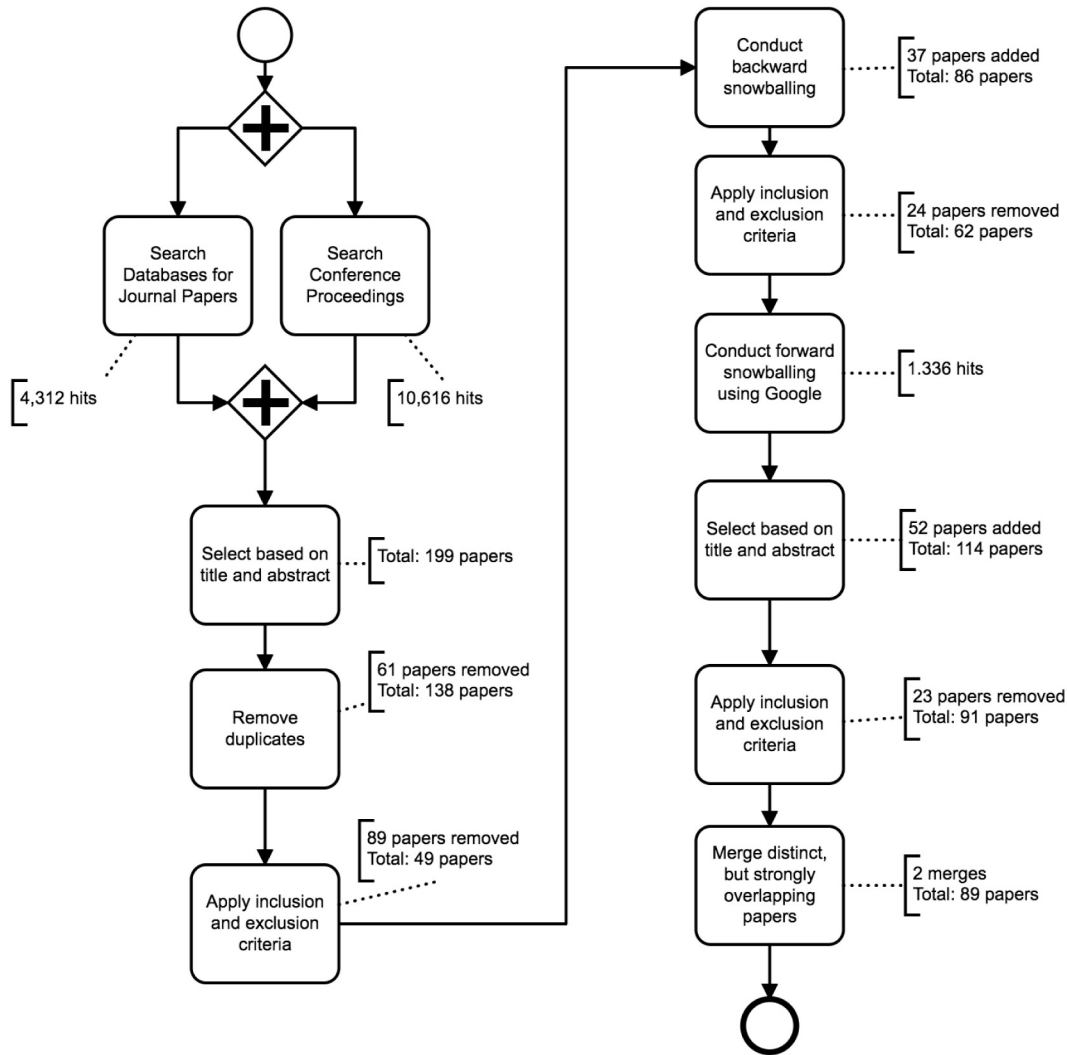 Search
Databases for
Journal Papers
Search
Conference
Proceedings
4,312 hits
10,616 hits
Select based on
title and abstract
Total: 199 papers
Remove
duplicates
61 papers removed
Total: 138 papers
Apply inclusion
and exclusion
criteria
89 papers removed
Total: 49 papers
Conduct
backward
snowballing
37 papers added
Total: 86 papers
Apply inclusion
and exclusion
criteria
24 papers removed
Total: 62 papers
Conduct forward
snowballing
using Google
1.336 hits
Select based on
title and abstract
52 papers added
Total: 114 papers
Apply inclusion
and exclusion
criteria
23 papers removed
Total: 91 papers
Merge distinct,
but strongly
overlapping
papers
2 merges
Total: 89 papers